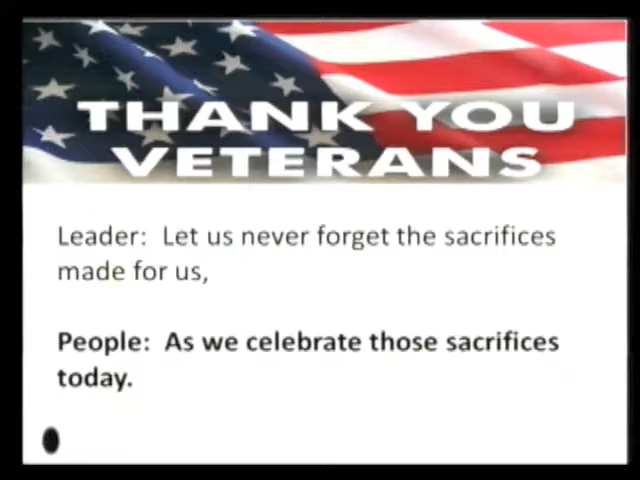 THANK YOU
VETERANS
Leader:  Let us never forget the sacrifices
made for us,
People:  As we celebrate those sacrifices
today.